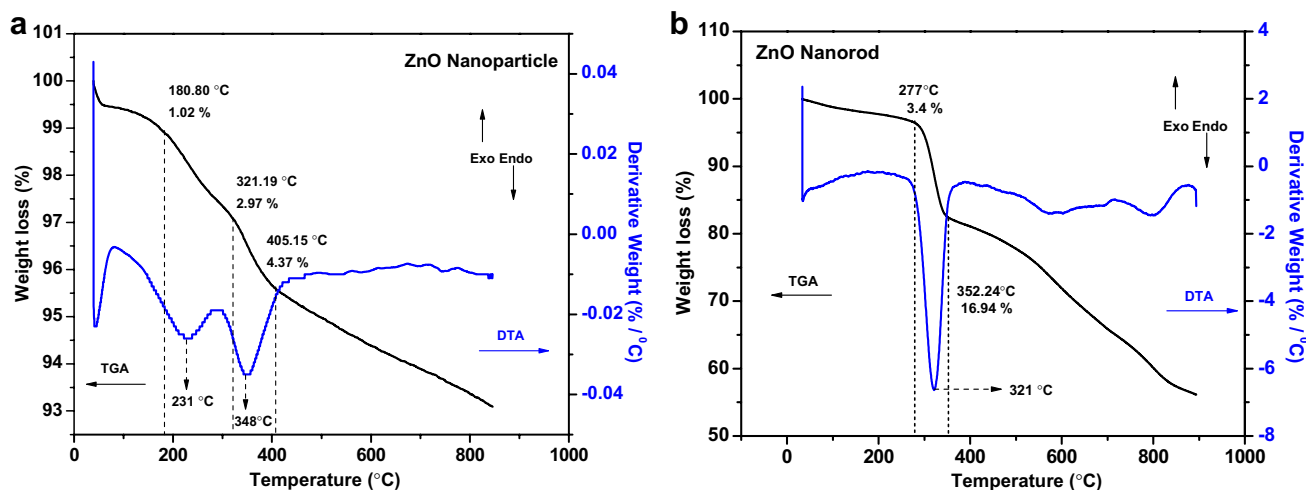 a
ZnO Nanoparticle
180.80 °C
1.02 %
321.19 °C
2.97 %
405.15 °C
4.37 %
Exo Endo
TGA
DTA
231 °C
348°C
100
99
98
97
96
95
94
93
Weight loss (%)
0
200
400
600
800
1000
Temperature (°C)
0.04
0.02
0.00
-0.02
-0.04
Derivative Weight (% / ⁰C)
b
ZnO Nanorod
277°C
3.4 %
Exo Endo
352.24°C
16.94 %
TGA
DTA
321 °C
110
100
90
80
70
60
50
Weight loss (%)
0
200
400
600
800
1000
Temperature (°C)
4
2
0
-2
-4
-6
-8
Derivative Weight (% / ⁰C)